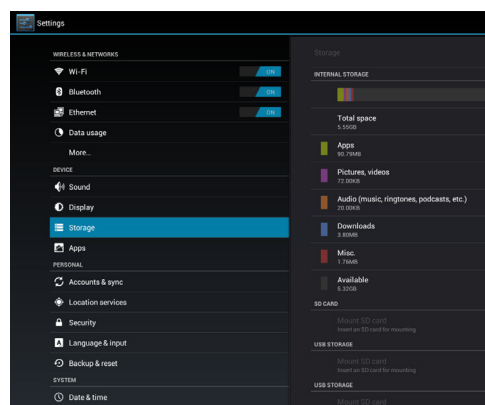 Settings
WIRELESS & NETWORKS
Wi-Fi ON
Bluetooth ON
Ethernet ON
Data usage
More...
DEVICE
Sound
Display
Storage
Apps
PERSONAL
Accounts & sync
Location services
Security
Language & input
Backup & reset
SYSTEM
Date & time
Storage
INTERNAL STORAGE
Total space
5.55GB
Apps
90.79MB
Pictures, videos
72.00KB
Audio (music, ringtones, podcasts, etc.)
20.00KB
Downloads
3.80MB
Misc.
1.76MB
Available
5.32GB
SD CARD
Mount SD card
Insert an SD card for mounting
USB STORAGE
Mount SD card
Insert an SD card for mounting
USB STORAGE
Mount SD card